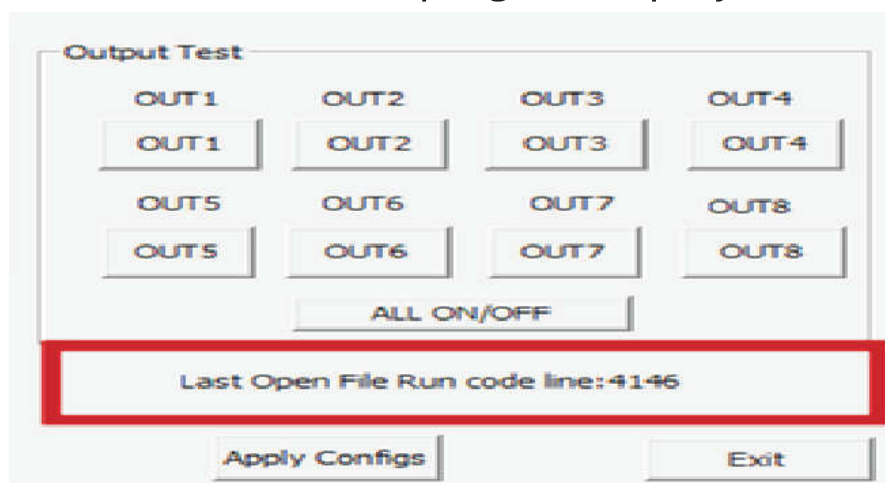 Output Test
OUT1 OUT2 OUT3 OUT4
OUT1 OUT2 OUT3 OUT4
OUT5 OUT6 OUT7 OUT8
OUT5 OUT6 OUT7 OUT8
ALL ON/OFF
Last Open File Run code line:4146
Apply Configs Exit